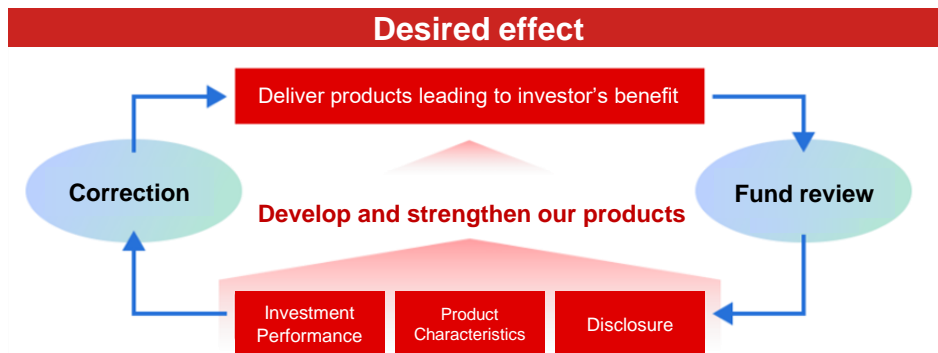 Desired effect
Deliver products leading to investor's benefit
Correction
Fund review
Develop and strengthen our products
Investment
Performance
Product
Characteristics
Disclosure